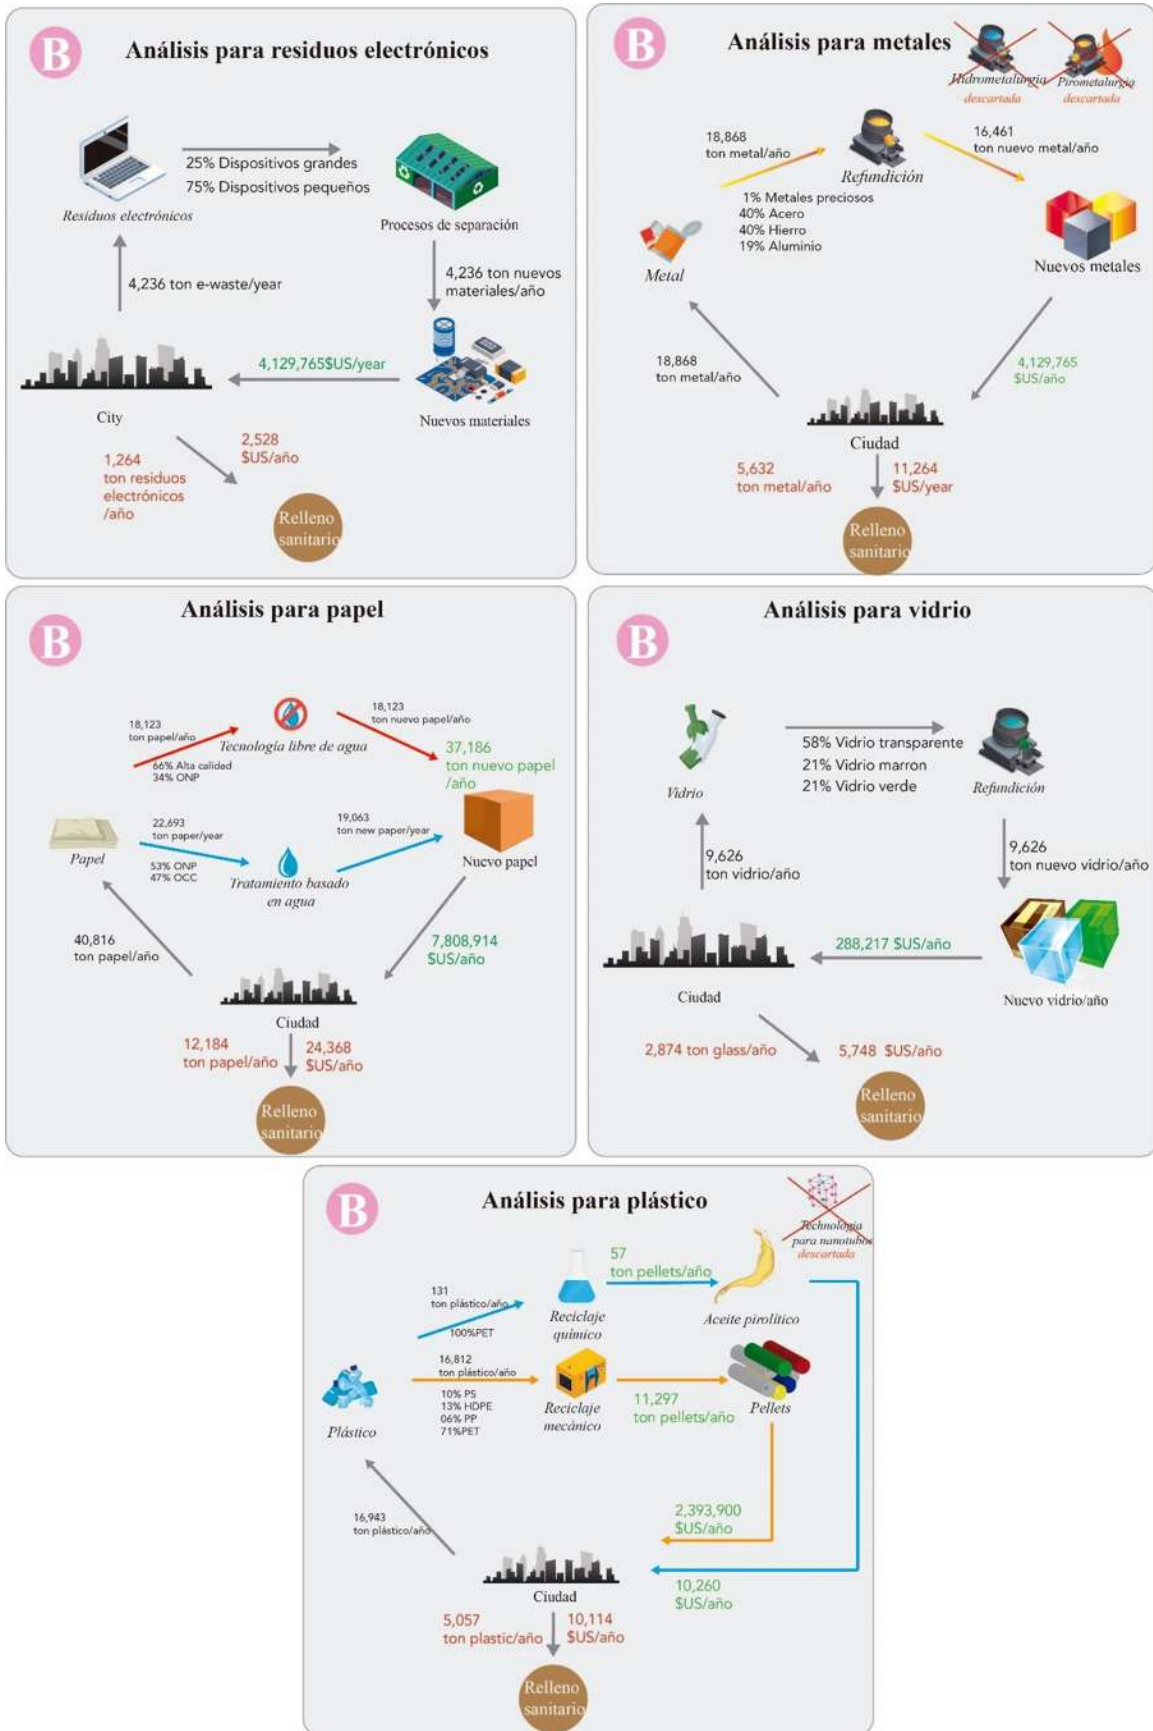 B
Análisis para residuos electrónicos
25% Dispositivos grandes
75% Dispositivos pequeños
Residuos electrónicos
Procesos de separación
4,236 ton e-waste/year
4,236 ton nuevos
materiales/año
4,129,765$US/year
City
Nuevos materiales
1,264
ton residuos
electrónicos
/año
2,528
$US/año
Relleno
sanitario
B
Análisis para metales
Hidrometalurgia
descartada
Pirometalurgia
descartada
18,868
ton metal/año
16,461
ton nuevo metal/año
Refundición
1% Metales preciosos
40% Acero
40% Hierro
19% Aluminio
Metal
Nuevos metales
18,868
ton metal/año
4,129,765
$US/año
Ciudad
5,632
ton metal/año
11,264
$US/year
Relleno
sanitario
B
Análisis para papel
18,123
ton papel/año
18,123
ton nuevo papel/año
Tecnología libre de agua
66% Alta calidad
34% ONP
37,186
ton nuevo papel
/año
22,693
ton paper/year
19,063
ton new paper/year
Papel
Nuevo papel
53% ONP
47% OCC
Tratamiento basado
en agua
40,816
ton papel/año
7,808,914
$US/año
Ciudad
12,184
ton papel/año
24,368
$US/año
Relleno
sanitario
B
Análisis para vidrio
58% Vidrio transparente
21% Vidrio marron
21% Vidrio verde
Vidrio
Refundición
9,626
ton vidrio/año
9,626
ton nuevo vidrio/año
288,217 $US/año
Ciudad
Nuevo vidrio/año
2,874 ton glass/año
5,748 $US/año
Relleno
sanitario
B
Análisis para plástico
Technología
para nanotubos
descartada
57
ton pellets/año
131
ton plástico/año
100%PET
Reciclaje
químico
Aceite pirolítico
16,812
ton plástico/año
10% PS
13% HDPE
06% PP
71%PET
Reciclaje
mecánico
11,297
ton pellets/año
Pellets
Plástico
16,943
ton plástico/año
2,393,900
$US/año
Ciudad
10,260
$US/año
5,057
ton plastic/año
10,114
$US/año
Relleno
sanitario